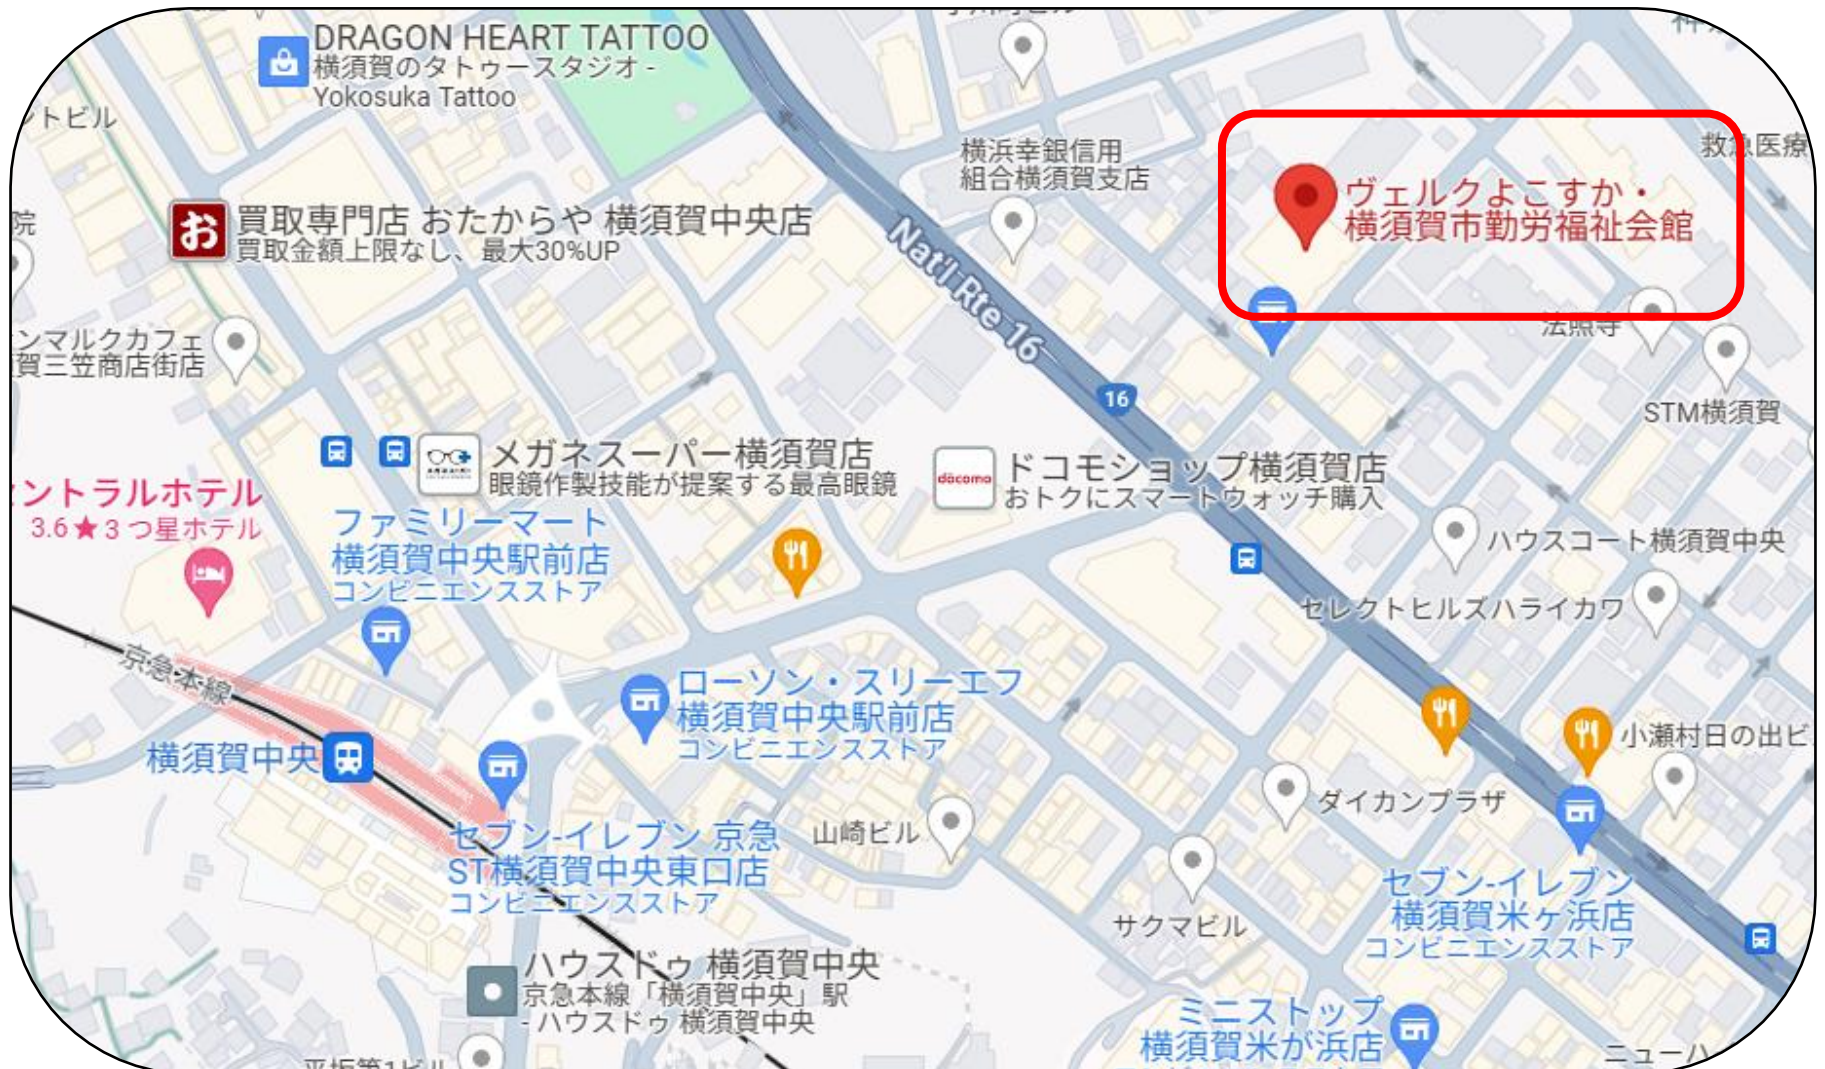 DRAGON HEART TATTOO
横須賀のタトゥースタジオ -
Yokosuka Tattoo
トビル
横浜幸銀信用
組合横須賀支店
救急医療
ヴェルクよこすか・
横須賀市勤労福祉会館
院
お
買取専門店 おたからや 横須賀中央店
買取金額上限なし、最大30%UP
Nat'l Rte 16
ンマルクカフェ
賀三笠商店街店
法照寺
16
STM横須賀
メガネスーパー横須賀店
眼鏡作製技能が提案する最高眼鏡
döcomo
ドコモショップ横須賀店
おトクにスマートウォッチ購入
ントラルホテル
3.6★3 つ星ホテル
ファミリーマート
横須賀中央駅前店
コンビニエンスストア
ハウスコート横須賀中央
セレクトヒルズハライカワ
京急本線
ローソン・スリーエフ
横須賀中央駅前店
コンビニエンスストア
小瀬村日の出ビ
横須賀中央
ダイカンプラザ
セブン-イレブン 京急
ST横須賀中央東口店
コンビニエンスストア
山崎ビル
セブン-イレブン
横須賀米ヶ浜店
コンビニエンスストア
サクマビル
ハウスドゥ 横須賀中央
京急本線「横須賀中央」駅
- ハウスドゥ 横須賀中央
ミニストップ
横須賀米が浜店
ニューハ
平坂第1ビル